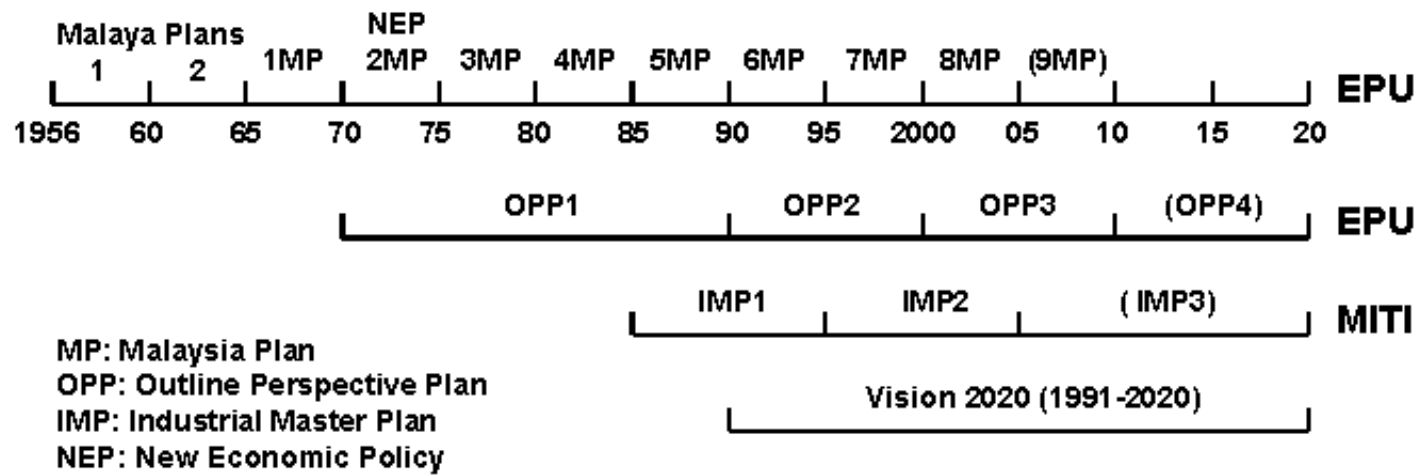 NEP
Malaya Plans
1 2 1MP 2MP 3MP 4MP 5MP 6MP 7MP 8MP (9MP)
EPU
1956 60 65 70 75 80 85 90 95 2000 05 10 15 20
OPP1 OPP2 OPP3 (OPP4) EPU
IMP1 IMP2 ( IMP3) MITI
MP: Malaysia Plan
OPP: Outline Perspective Plan
Vision 2020 (1991-2020)
IMP: Industrial Master Plan
NEP: New Economic Policy